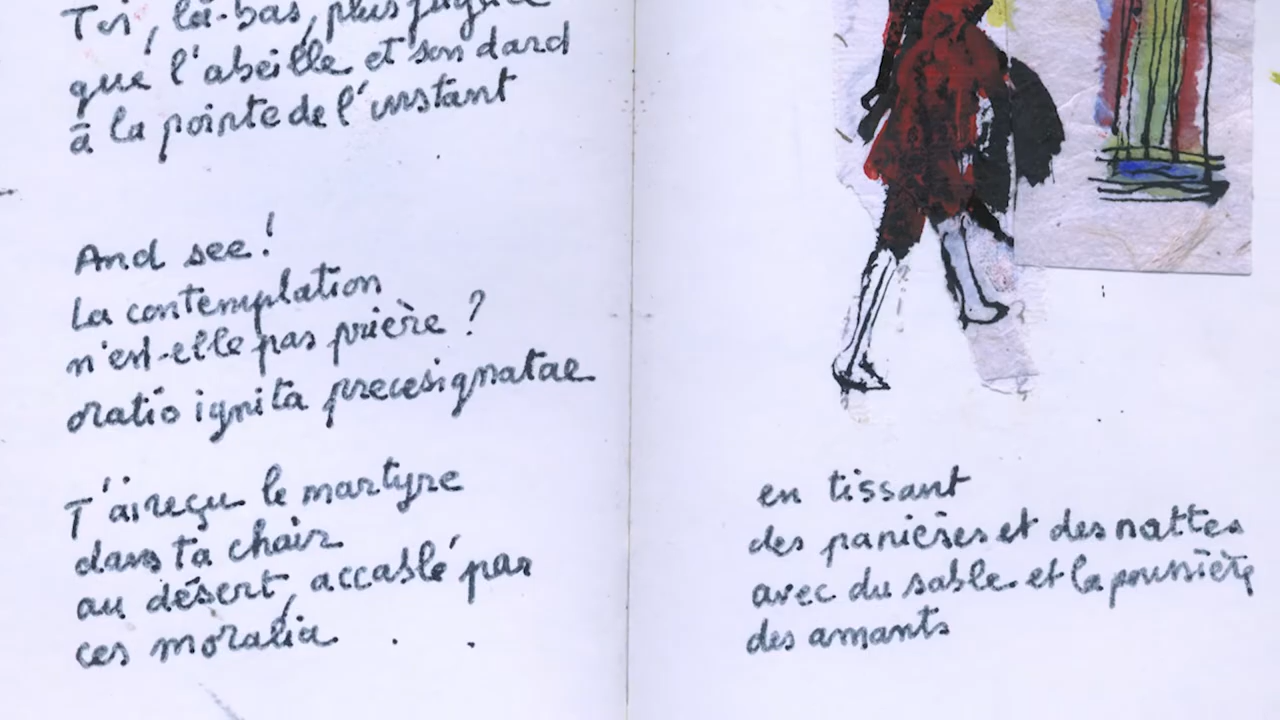 Toi, là-bas, plus
que l'abeille et son dard
à la pointe de l'instant
And see!
La contemplation
n'est-elle pas prière ?
oratio ignita precesignatae
T'ai reçu le martyre
dans ta chair
au désert, accablé par
ces moralia . .
en tissant
des panières et des nattes
avec du sable et la poussière
des amants